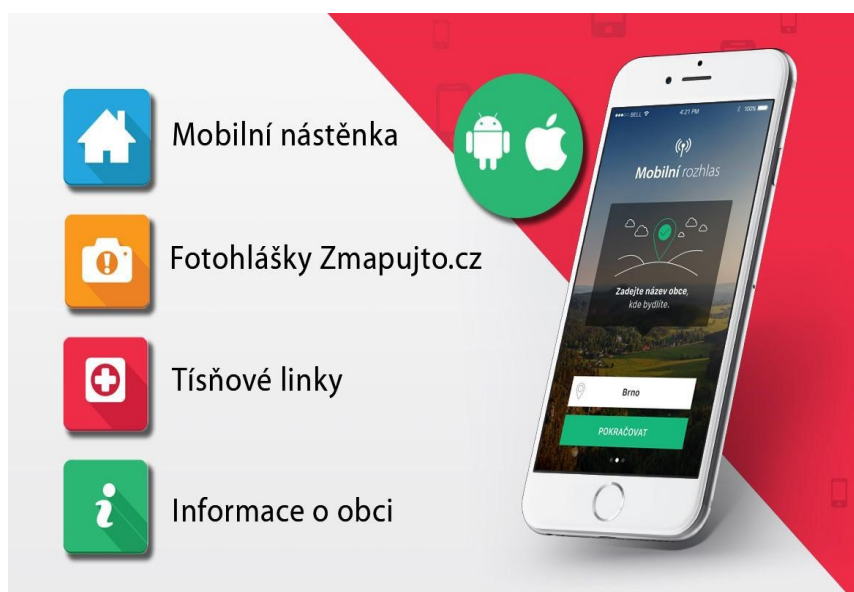 Mobilní nástěnka
Fotohlášky Zmapujto.cz
Tísňové linky
Informace o obci
BELL
4:21 PM
100%
Mobilní rozhlas
Zadejte název obce,
kde bydlíte.
Brno
POKRAČOVAT